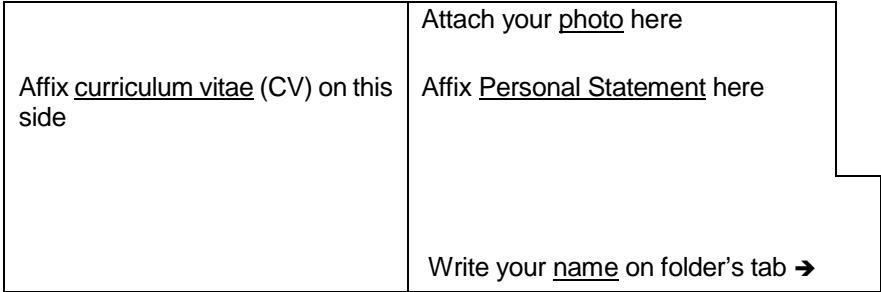 Affix curriculum vitae (CV) on this
side
Attach your photo here
Affix Personal Statement here
Write your name on folder's tab ➔